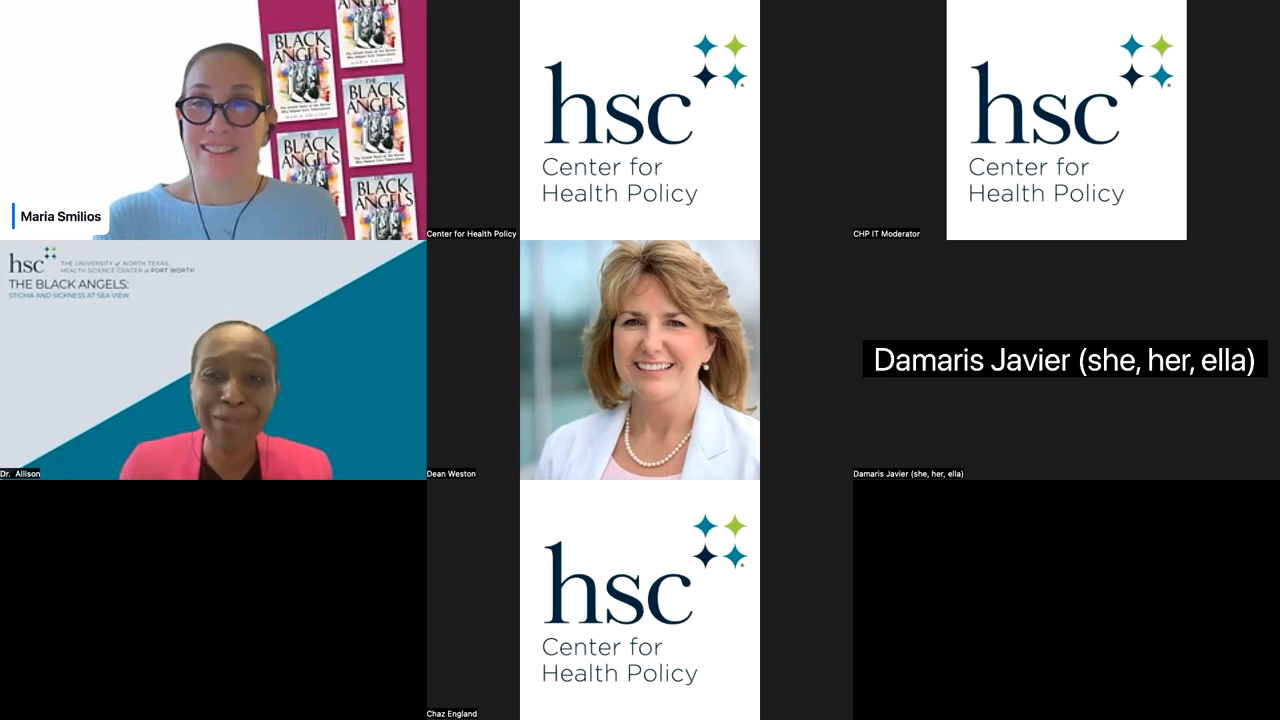 BLACK
ANGELS
MARIA SMILIOS
THE
BLACK
ANGELS
THE
BLACK
ANGELS
THE
BLACK
ANGELS
Maria Smilios
hsc
Center for
Health Policy
Center for Health Policy
hsc
Center for
Health Policy
CHP IT Moderator
hsc THE UNIVERSITY of NORTH TEXAS
HEALTH SCIENCE CENTER at FORT WORTH
THE BLACK ANGELS:
STIGMA AND SICKNESS AT SEA VIEW
Dr. Allison
Dean Weston
Damaris Javier (she, her, ella)
Damaris Javier (she, her, ella)
hsc
Center for
Health Policy
Chaz England